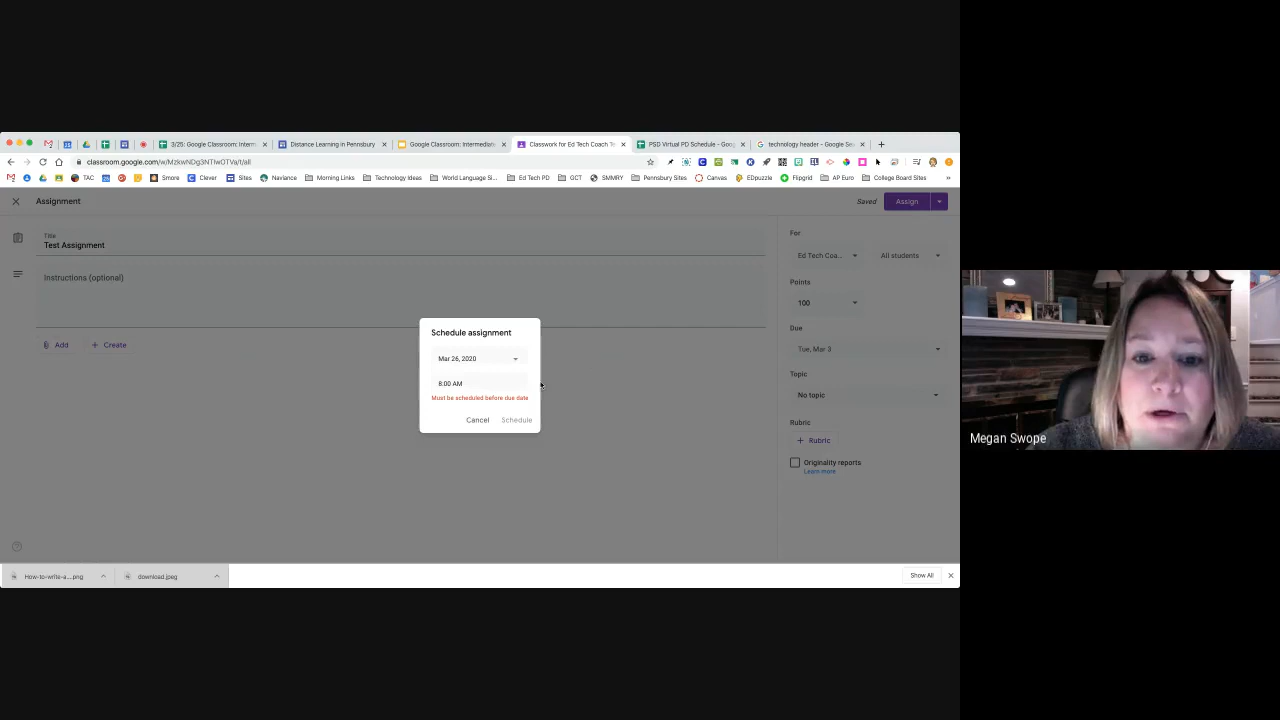 3/25: Google Classroom: Interm
Distance Learning in Pennsbury
Google Classroom: Intermedian
Classwork for Ed Tech Coach Te
PSD Virtual PD Schedule - Goog
technology header - Google Sea
classroom.google.com/w/MzkwNDg3NTIwOTVa/t/all
TAC
Smore
Clever
Sites
Naviance
Morning Links
Technology Ideas
World Language Si...
Ed Tech PD
GCT
SMMRY
Pennsbury Sites
Canvas
EDpuzzle
Flipgrid
AP Euro
College Board Sites
Assignment
Saved
Assign
Title
Test Assignment
Instructions (optional)
Add
Create
For
Ed Tech Coa...
All students
Points
100
Due
Tue, Mar 3
Topic
No topic
Rubric
Rubric
Originality reports
Learn more
Schedule assignment
Mar 26, 2020
8:00 AM
Must be scheduled before due date
Cancel
Schedule
Megan Swope
How-to-write-a....png
download.jpeg
Show All